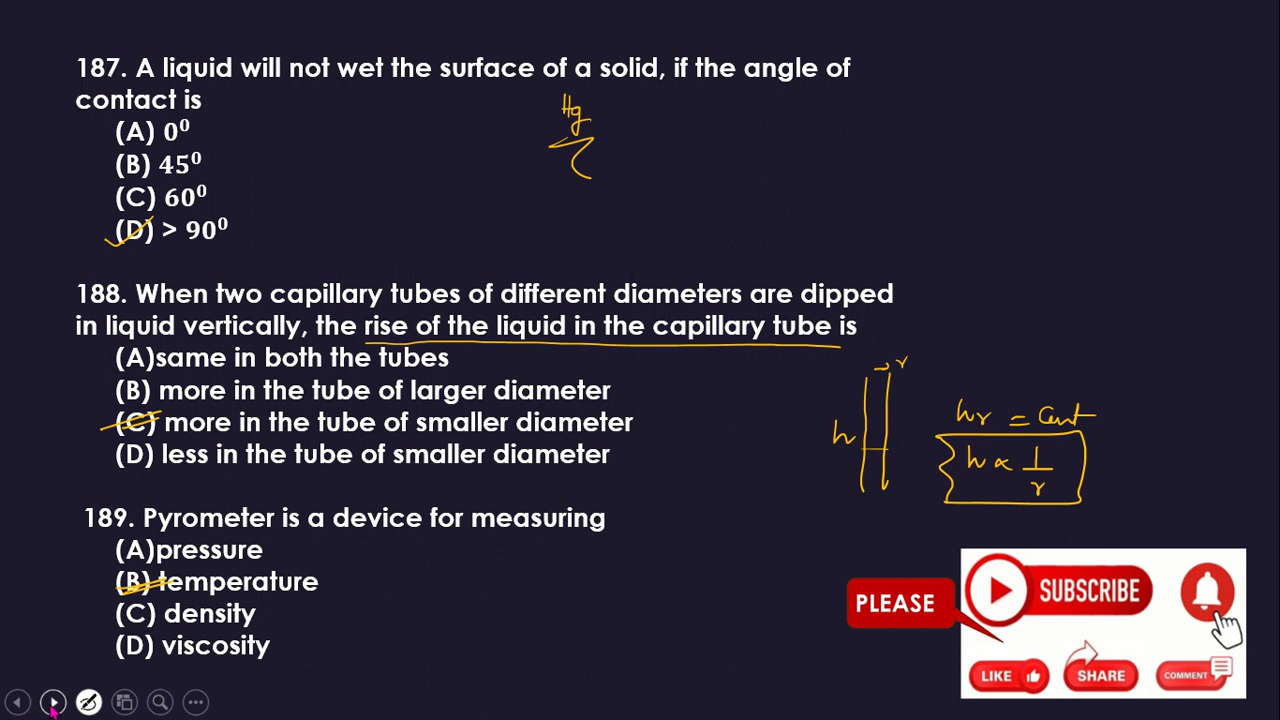 187. A liquid will not wet the surface of a solid, if the angle of
contact is
(A) 0⁰
(B) 45⁰
(C) 60⁰
(D) > 90⁰
Hg
188. When two capillary tubes of different diameters are dipped
in liquid vertically, the rise of the liquid in the capillary tube is
(A)same in both the tubes
(B) more in the tube of larger diameter
(C) more in the tube of smaller diameter
(D) less in the tube of smaller diameter
r
h
hr = Cont
h ∝ 1/r
189. Pyrometer is a device for measuring
(A)pressure
(B) temperature
(C) density
(D) viscosity
PLEASE
SUBSCRIBE
LIKE
SHARE
COMMENT